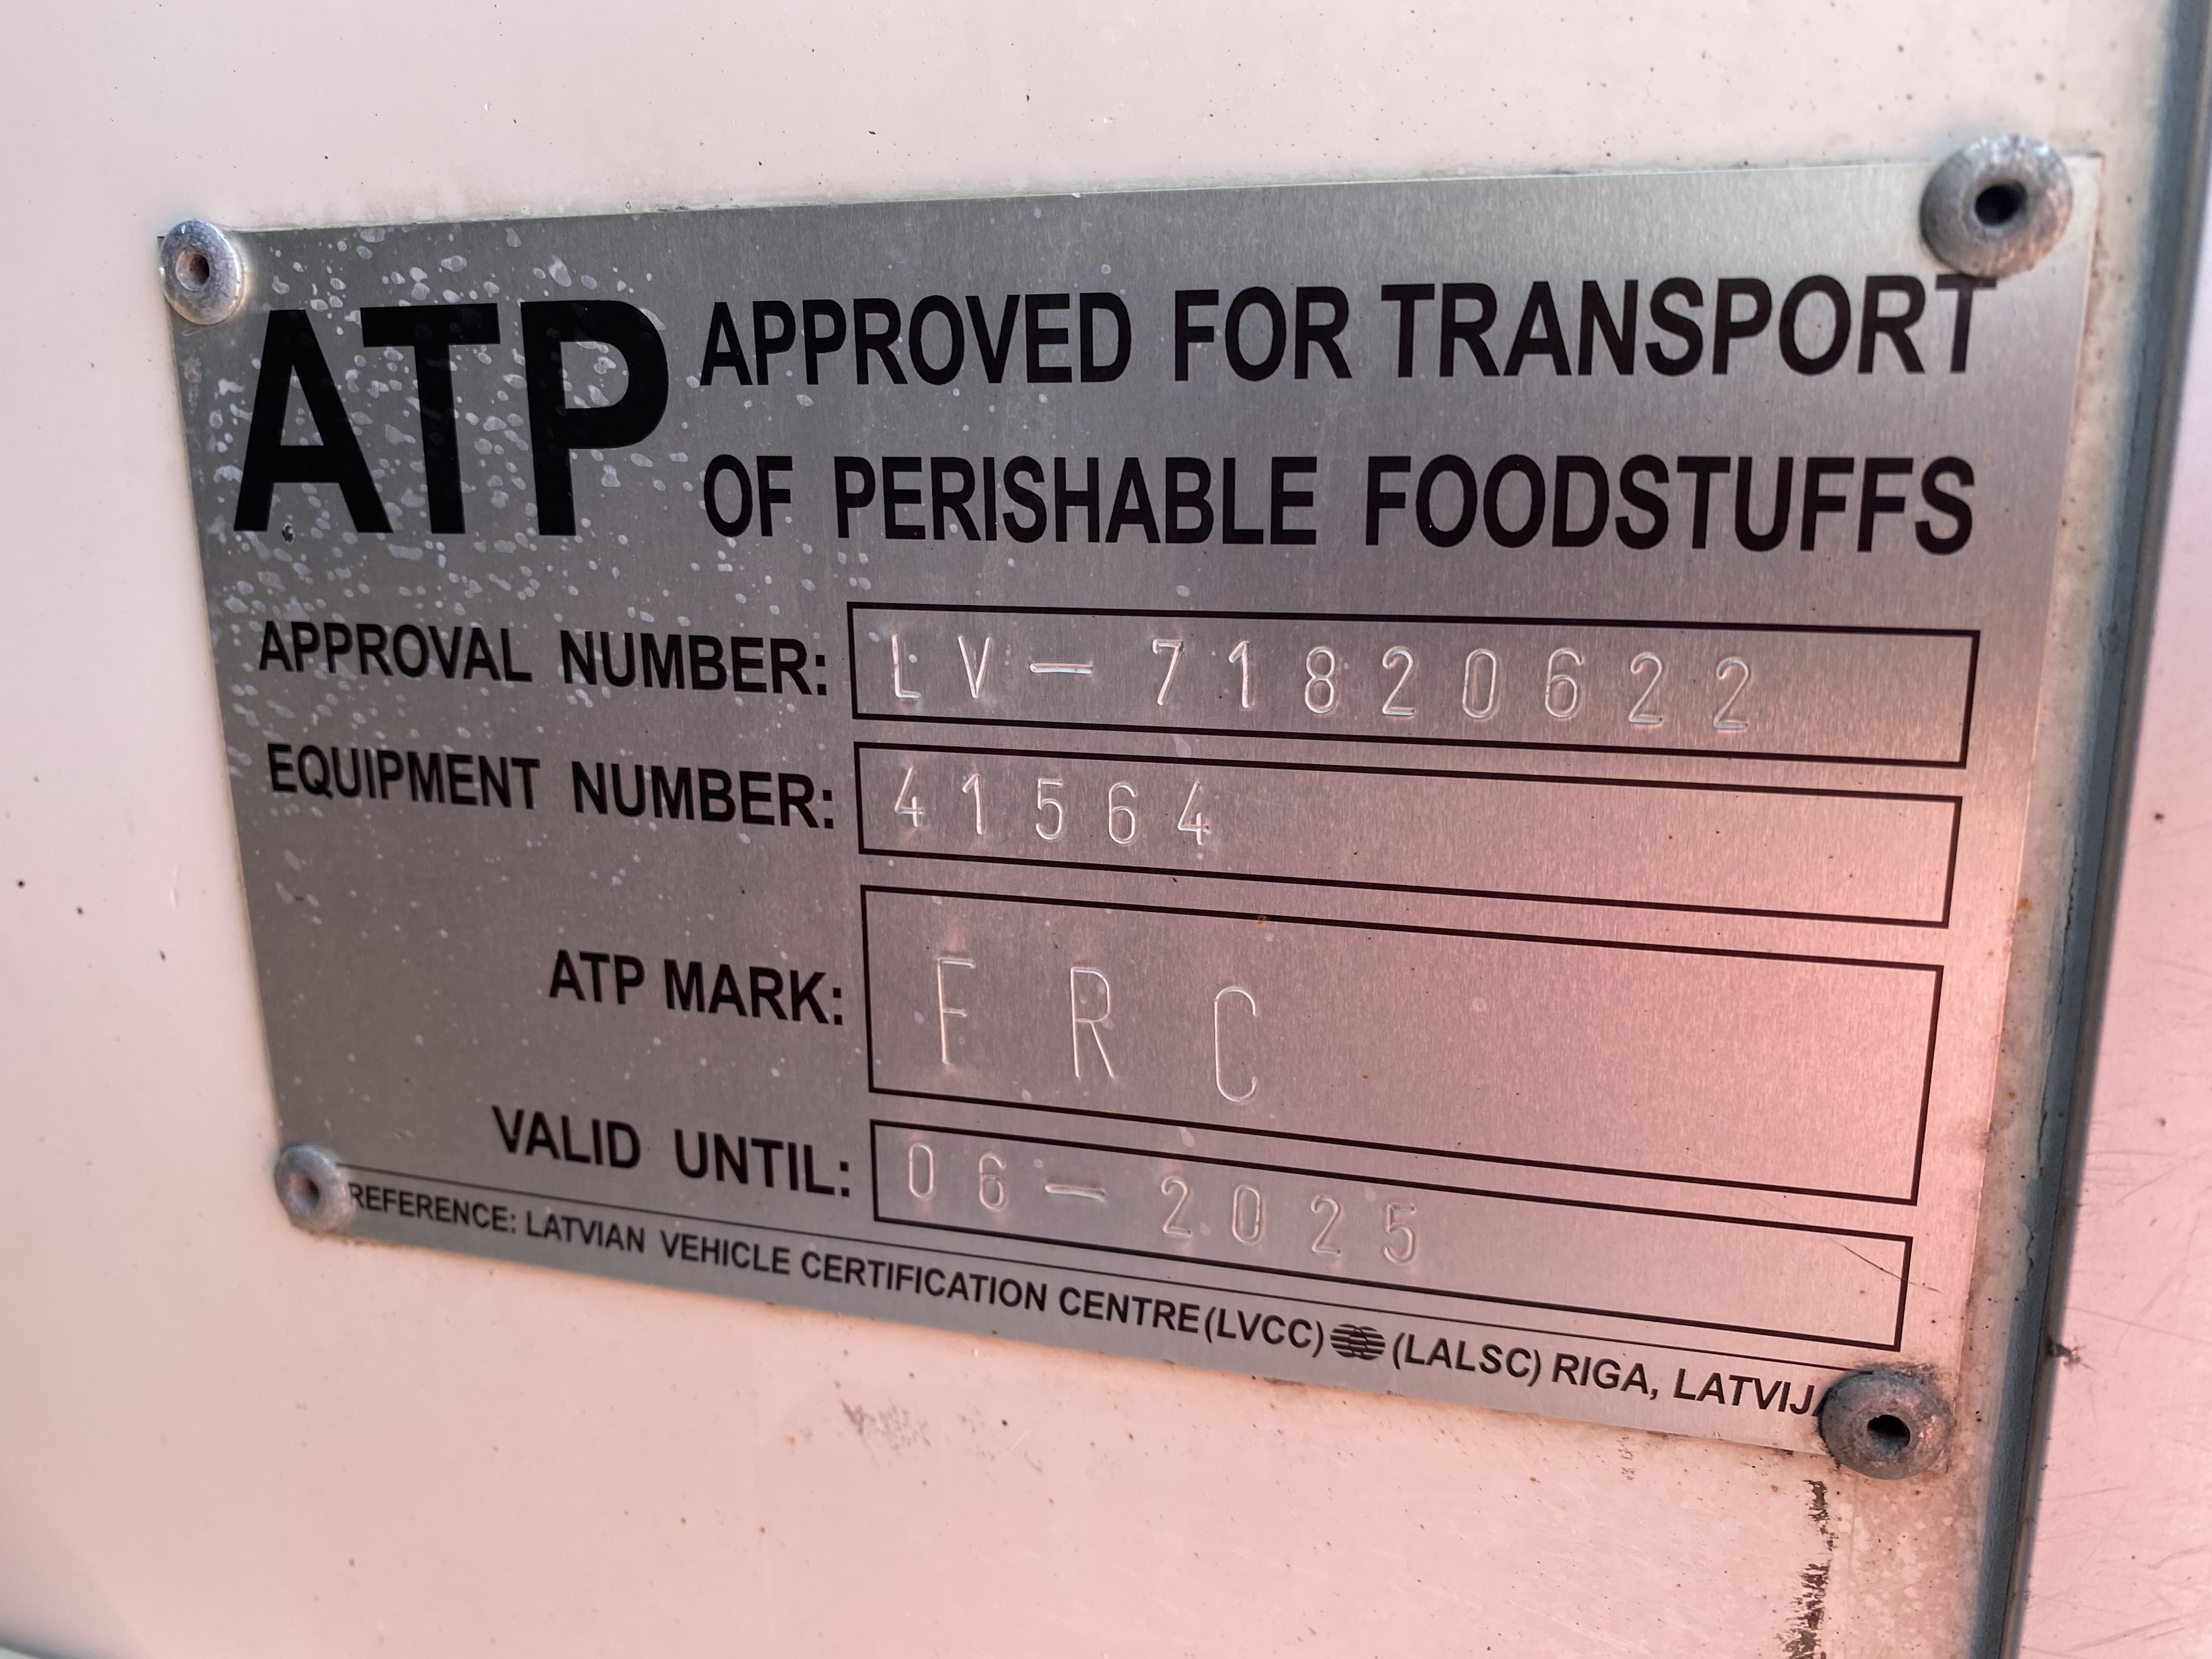 ATP APPROVED FOR TRANSPORT
OF PERISHABLE FOODSTUFFS
APPROVAL NUMBER: LV-71820622
EQUIPMENT NUMBER: 41564
ATP MARK: FRC
VALID UNTIL: 06-2025
REFERENCE: LATVIAN VEHICLE CERTIFICATION CENTRE (LVCC) (LALSC) RIGA, LATVIJA